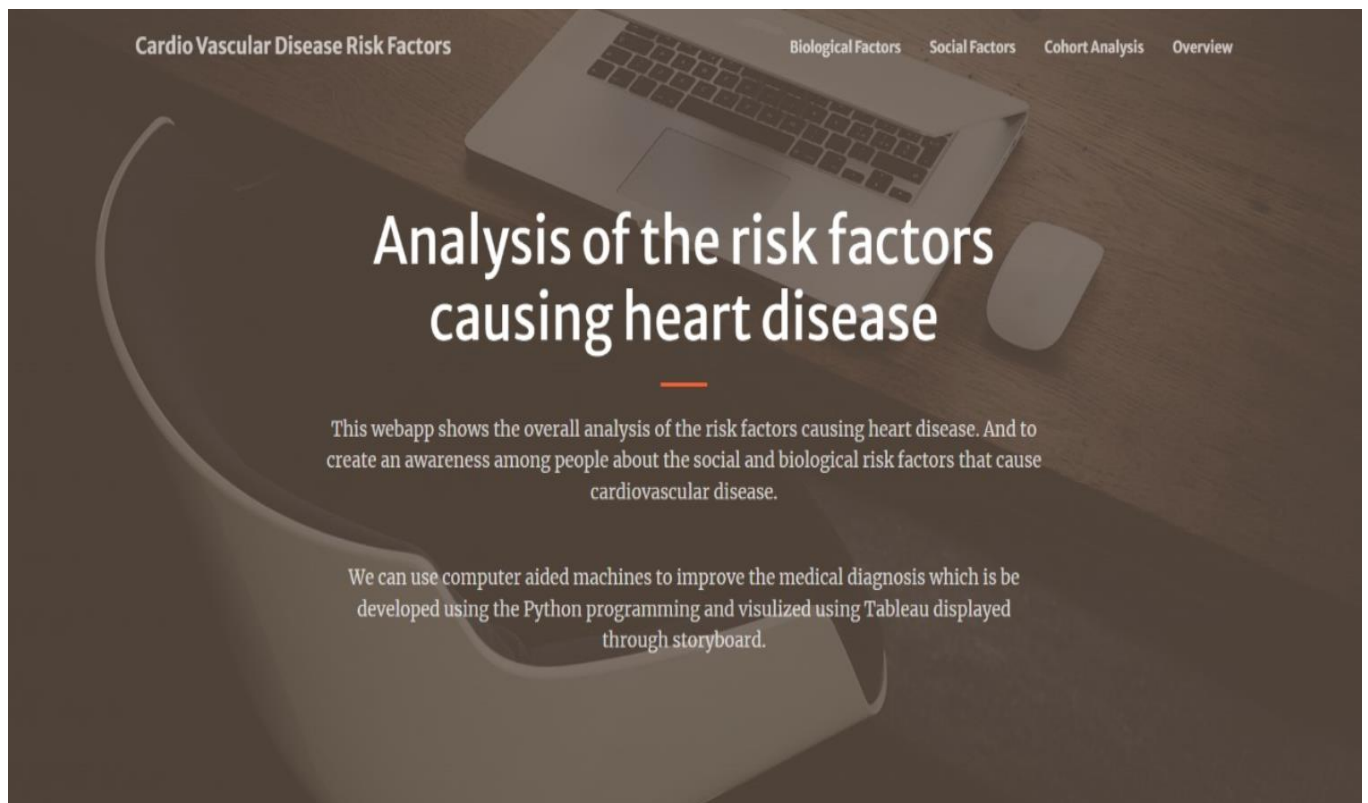 Cardio Vascular Disease Risk Factors
Biological Factors Social Factors Cohort Analysis Overview
Analysis of the risk factors
causing heart disease
This webapp shows the overall analysis of the risk factors causing heart disease. And to
create an awareness among people about the social and biological risk factors that cause
cardiovascular disease.
We can use computer aided machines to improve the medical diagnosis which is be
developed using the Python programming and visulized using Tableau displayed
through storyboard.